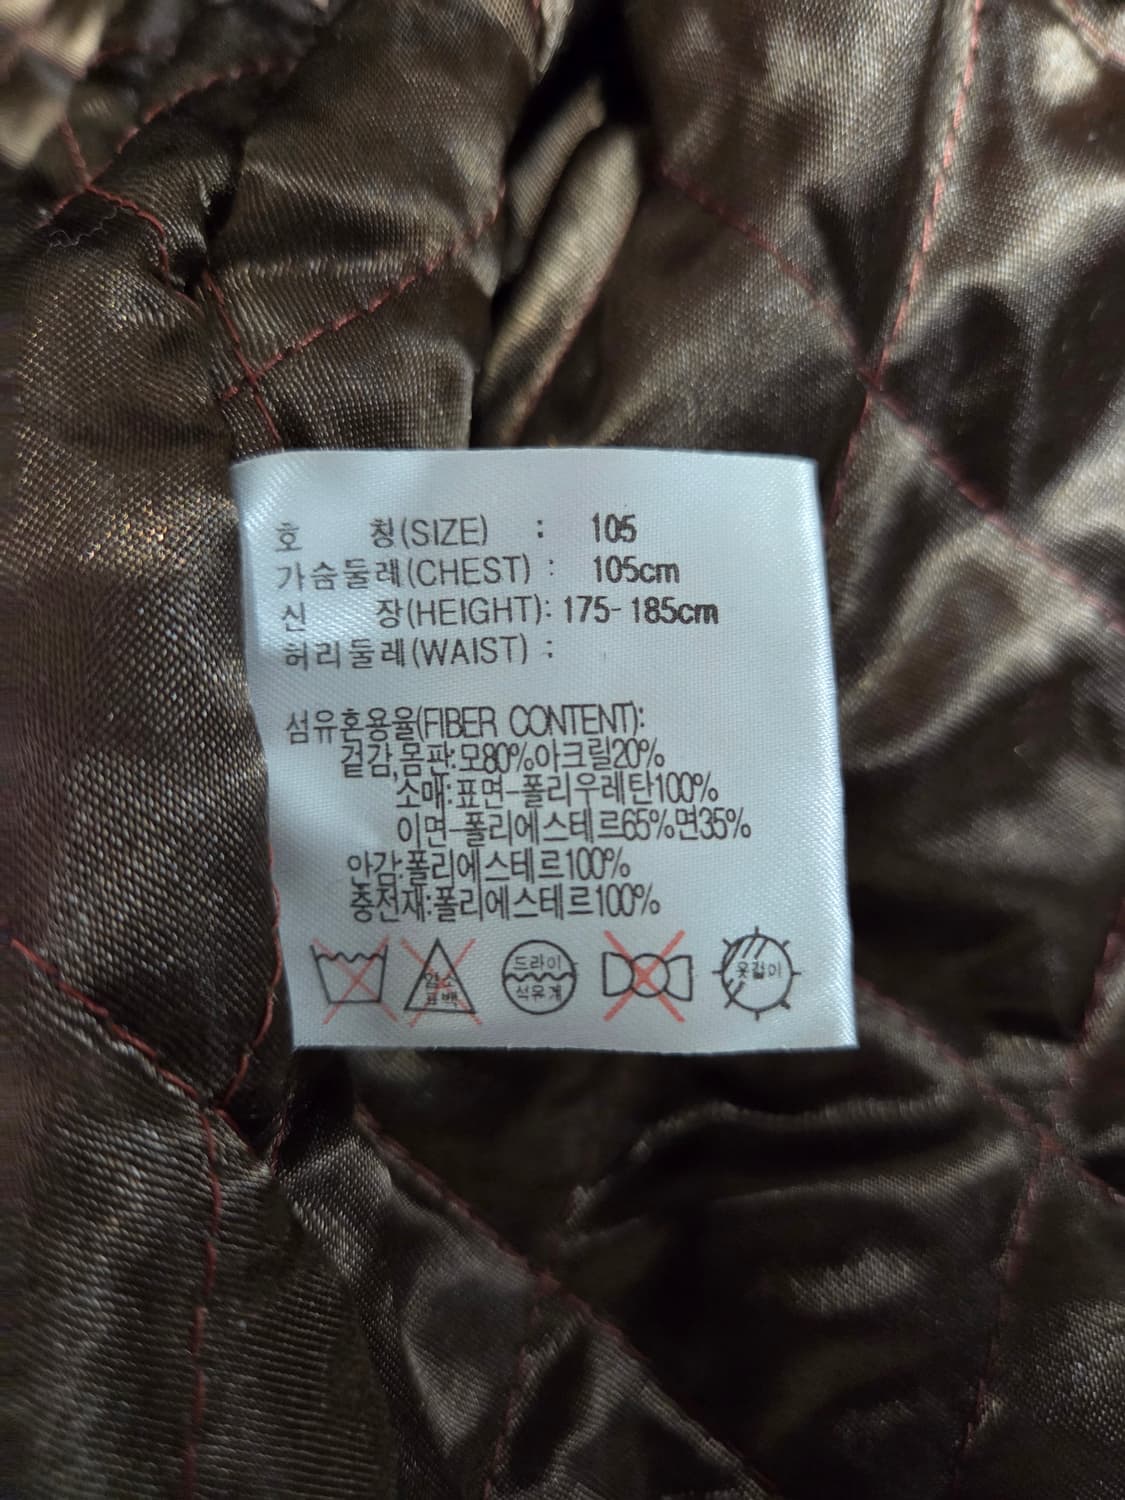 호 칭(SIZE) : 105
가슴둘레(CHEST) : 105cm
신 장(HEIGHT): 175-185cm
허리둘레(WAIST) :
섬유혼용율(FIBER CONTENT):
겉감,몸판:모80%아크릴20%
소매:표면-폴리우레탄100%
이면-폴리에스테르65%면35%
안감:폴리에스테르100%
충전재:폴리에스테르100%
표백
드라이
석유계
옷걸이